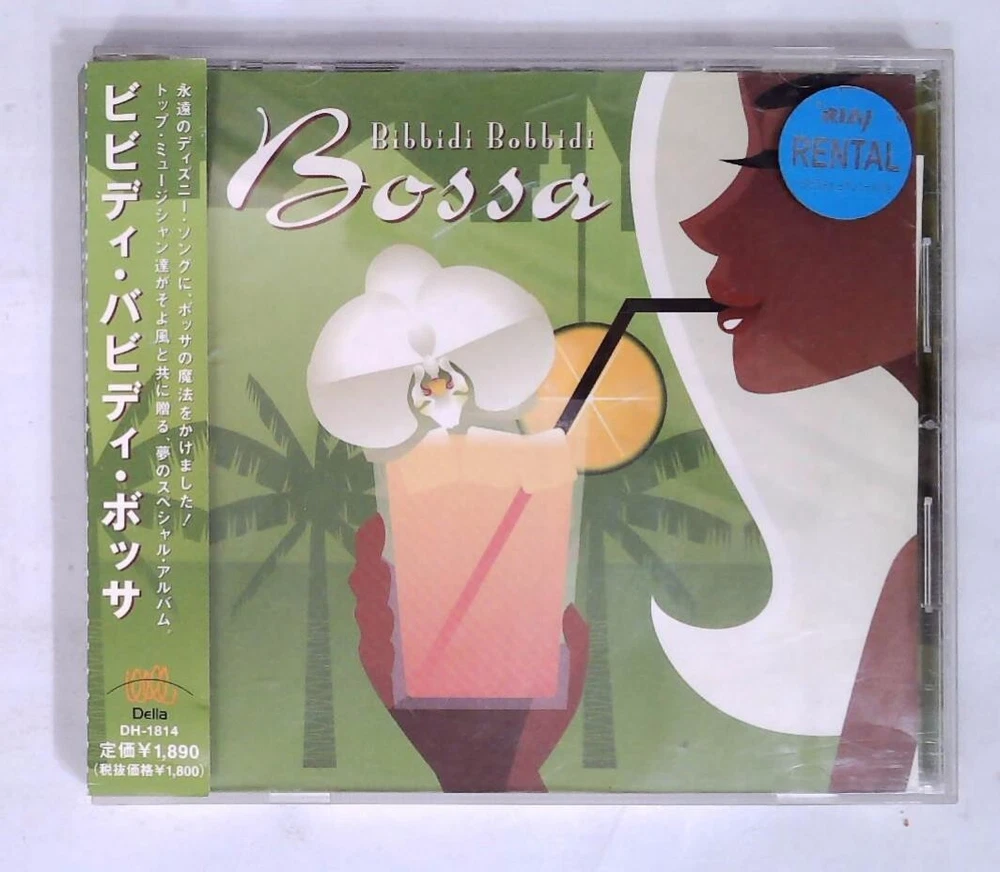 ビビディ・バビディ・ボッサ
永遠のディズニー・ソングに、ボッサの魔法をかけました！
トップ・ミュージシャン達がそよ風と共に贈る、夢のスペシャル・アルバム。
Della
DH-1814
定価¥1,890
(税抜価格¥1,800)
Bibbidi Bobbidi
Bossa
RENTAL